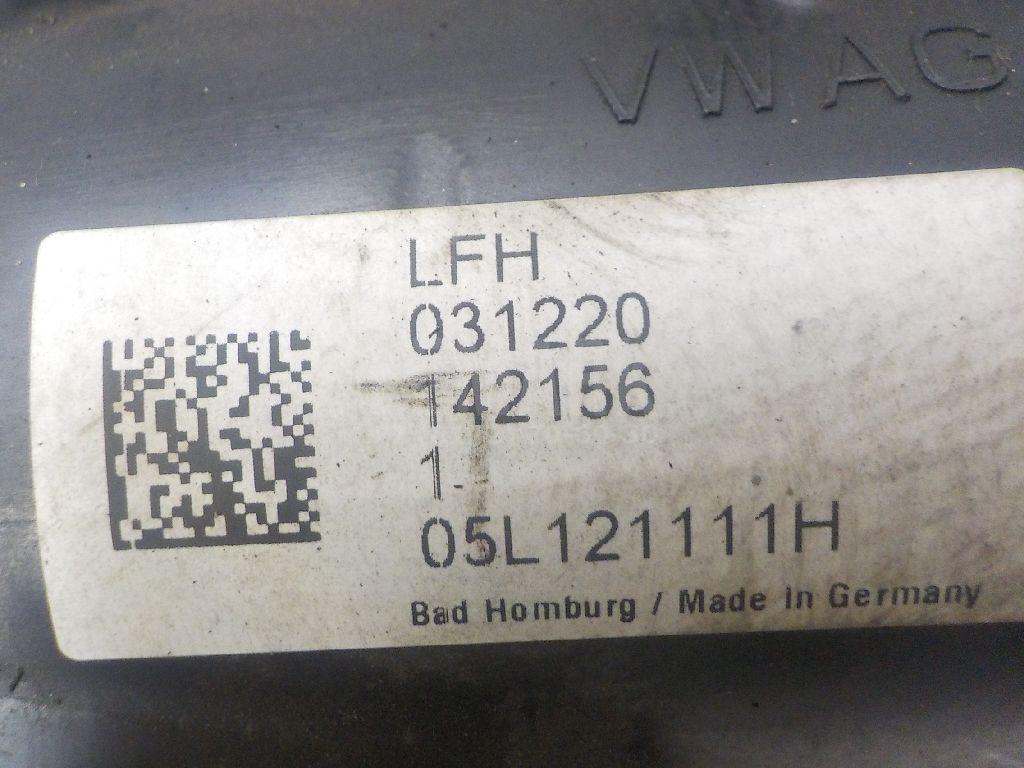 VW AG
LFH
031220
142156
1
05L121111H
Bad Homburg / Made in Germany